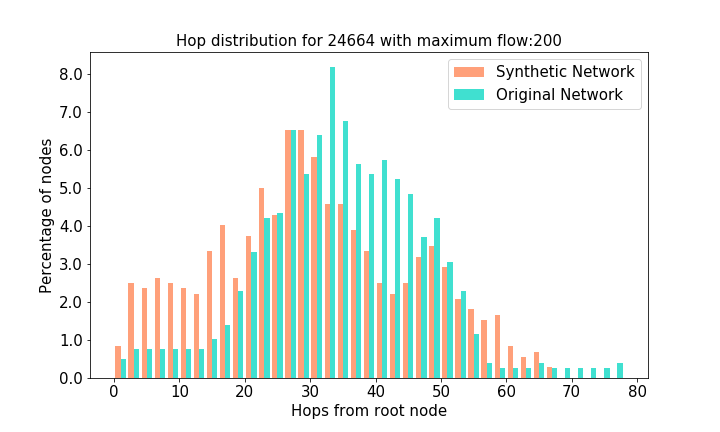 Hop distribution for 24664 with maximum flow:200
Synthetic Network
Original Network
Percentage of nodes
8.0
7.0
6.0
5.0
4.0
3.0
2.0
1.0
0.0
0 10 20 30 40 50 60 70 80
Hops from root node